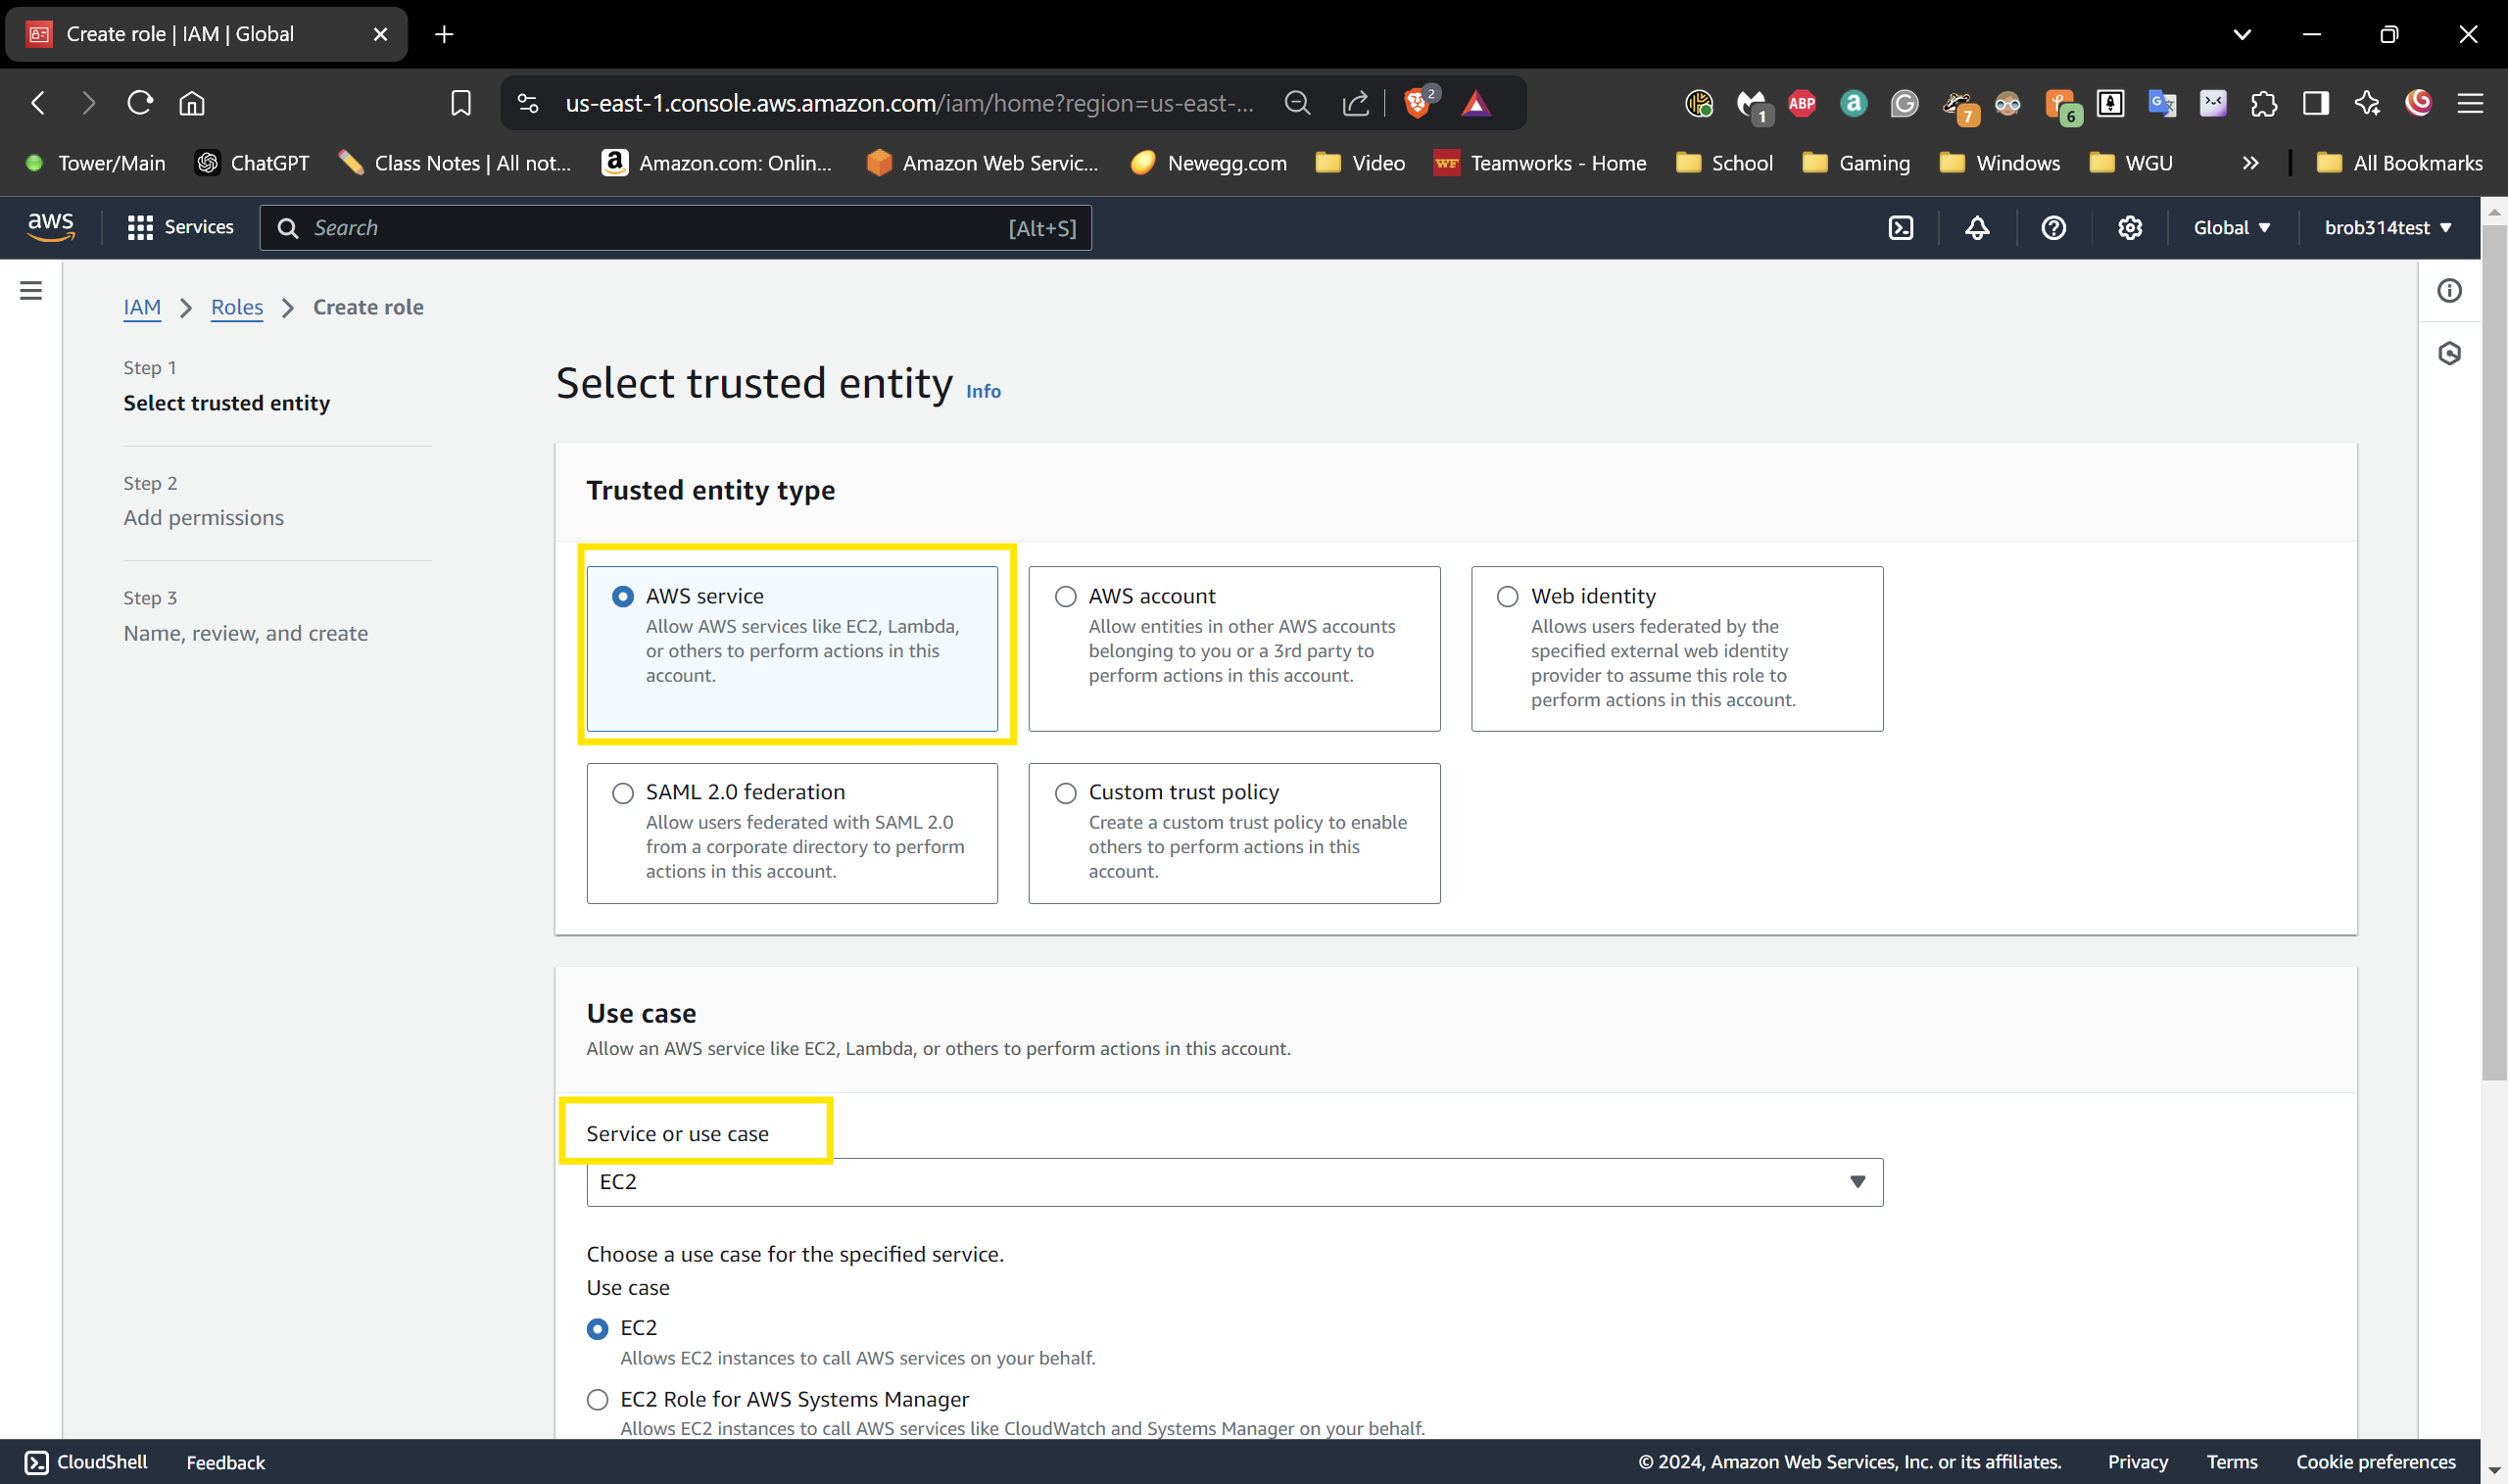 Create role | IAM | Global
us-east-1.console.aws.amazon.com/iam/home?region=us-east-...
2
1
ABP
7
6
Tower/Main
ChatGPT
Class Notes | All not...
Amazon.com: Onlin...
Amazon Web Servic...
Newegg.com
Video
WF
Teamworks - Home
School
Gaming
Windows
WGU
All Bookmarks
aws
Services
Search
[Alt+S]
Global
brob314test
IAM
Roles
Create role
Step 1
Select trusted entity
Step 2
Add permissions
Step 3
Name, review, and create
Select trusted entity
Info
Trusted entity type
AWS service
Allow AWS services like EC2, Lambda,
or others to perform actions in this
account.
AWS account
Allow entities in other AWS accounts
belonging to you or a 3rd party to
perform actions in this account.
Web identity
Allows users federated by the
specified external web identity
provider to assume this role to
perform actions in this account.
SAML 2.0 federation
Allow users federated with SAML 2.0
from a corporate directory to perform
actions in this account.
Custom trust policy
Create a custom trust policy to enable
others to perform actions in this
account.
Use case
Allow an AWS service like EC2, Lambda, or others to perform actions in this account.
Service or use case
EC2
Choose a use case for the specified service.
Use case
EC2
Allows EC2 instances to call AWS services on your behalf.
EC2 Role for AWS Systems Manager
Allows EC2 instances to call AWS services like CloudWatch and Systems Manager on your behalf.
CloudShell
Feedback
© 2024, Amazon Web Services, Inc. or its affiliates.
Privacy
Terms
Cookie preferences